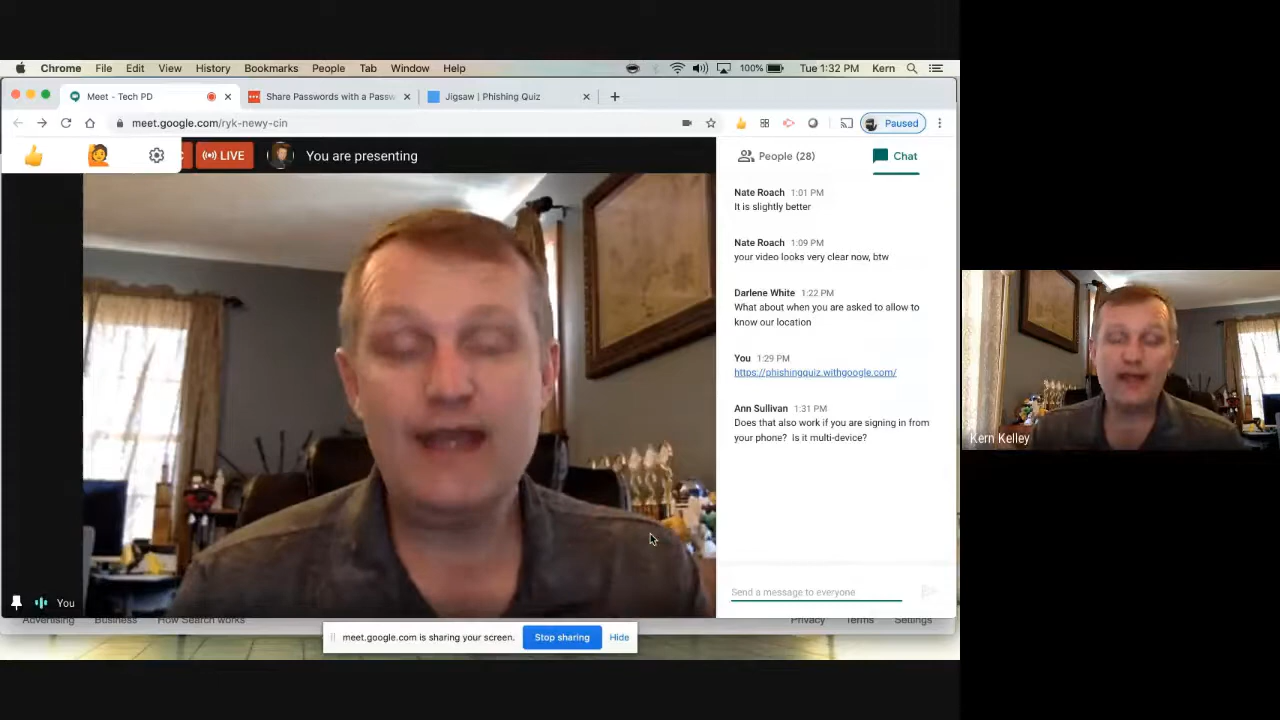 Chrome File Edit View History Bookmarks People Tab Window Help 100% Tue 1:32 PM Kern
Meet - Tech PD Share Passwords with a Passw Jigsaw | Phishing Quiz
meet.google.com/ryk-newy-cin Paused
LIVE You are presenting People (28) Chat
Nate Roach 1:01 PM
It is slightly better
Nate Roach 1:09 PM
your video looks very clear now, btw
Darlene White 1:22 PM
What about when you are asked to allow to
know our location
You 1:29 PM
https://phishingquiz.withgoogle.com/
Ann Sullivan 1:31 PM
Does that also work if you are signing in from
your phone? Is it multi-device?
Kern Kelley
Send a message to everyone
You
Advertising Business How Search works Privacy Terms Settings
meet.google.com is sharing your screen. Stop sharing Hide